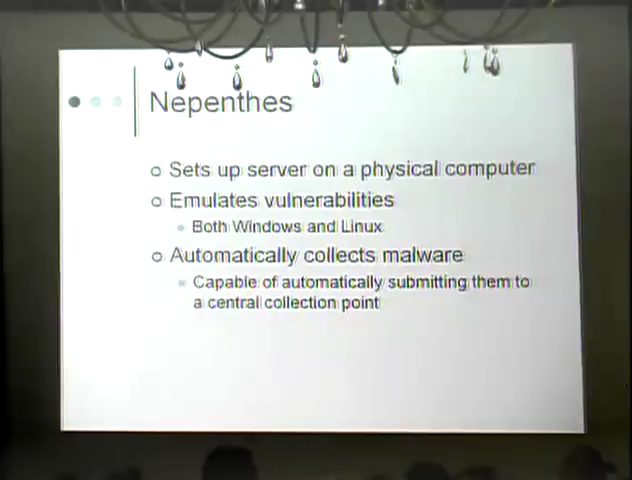 Nepenthes
Sets up server on a physical computer
Emulates vulnerabilities
Both Windows and Linux
Automatically collects malware
Capable of automatically submitting them to
a central collection point